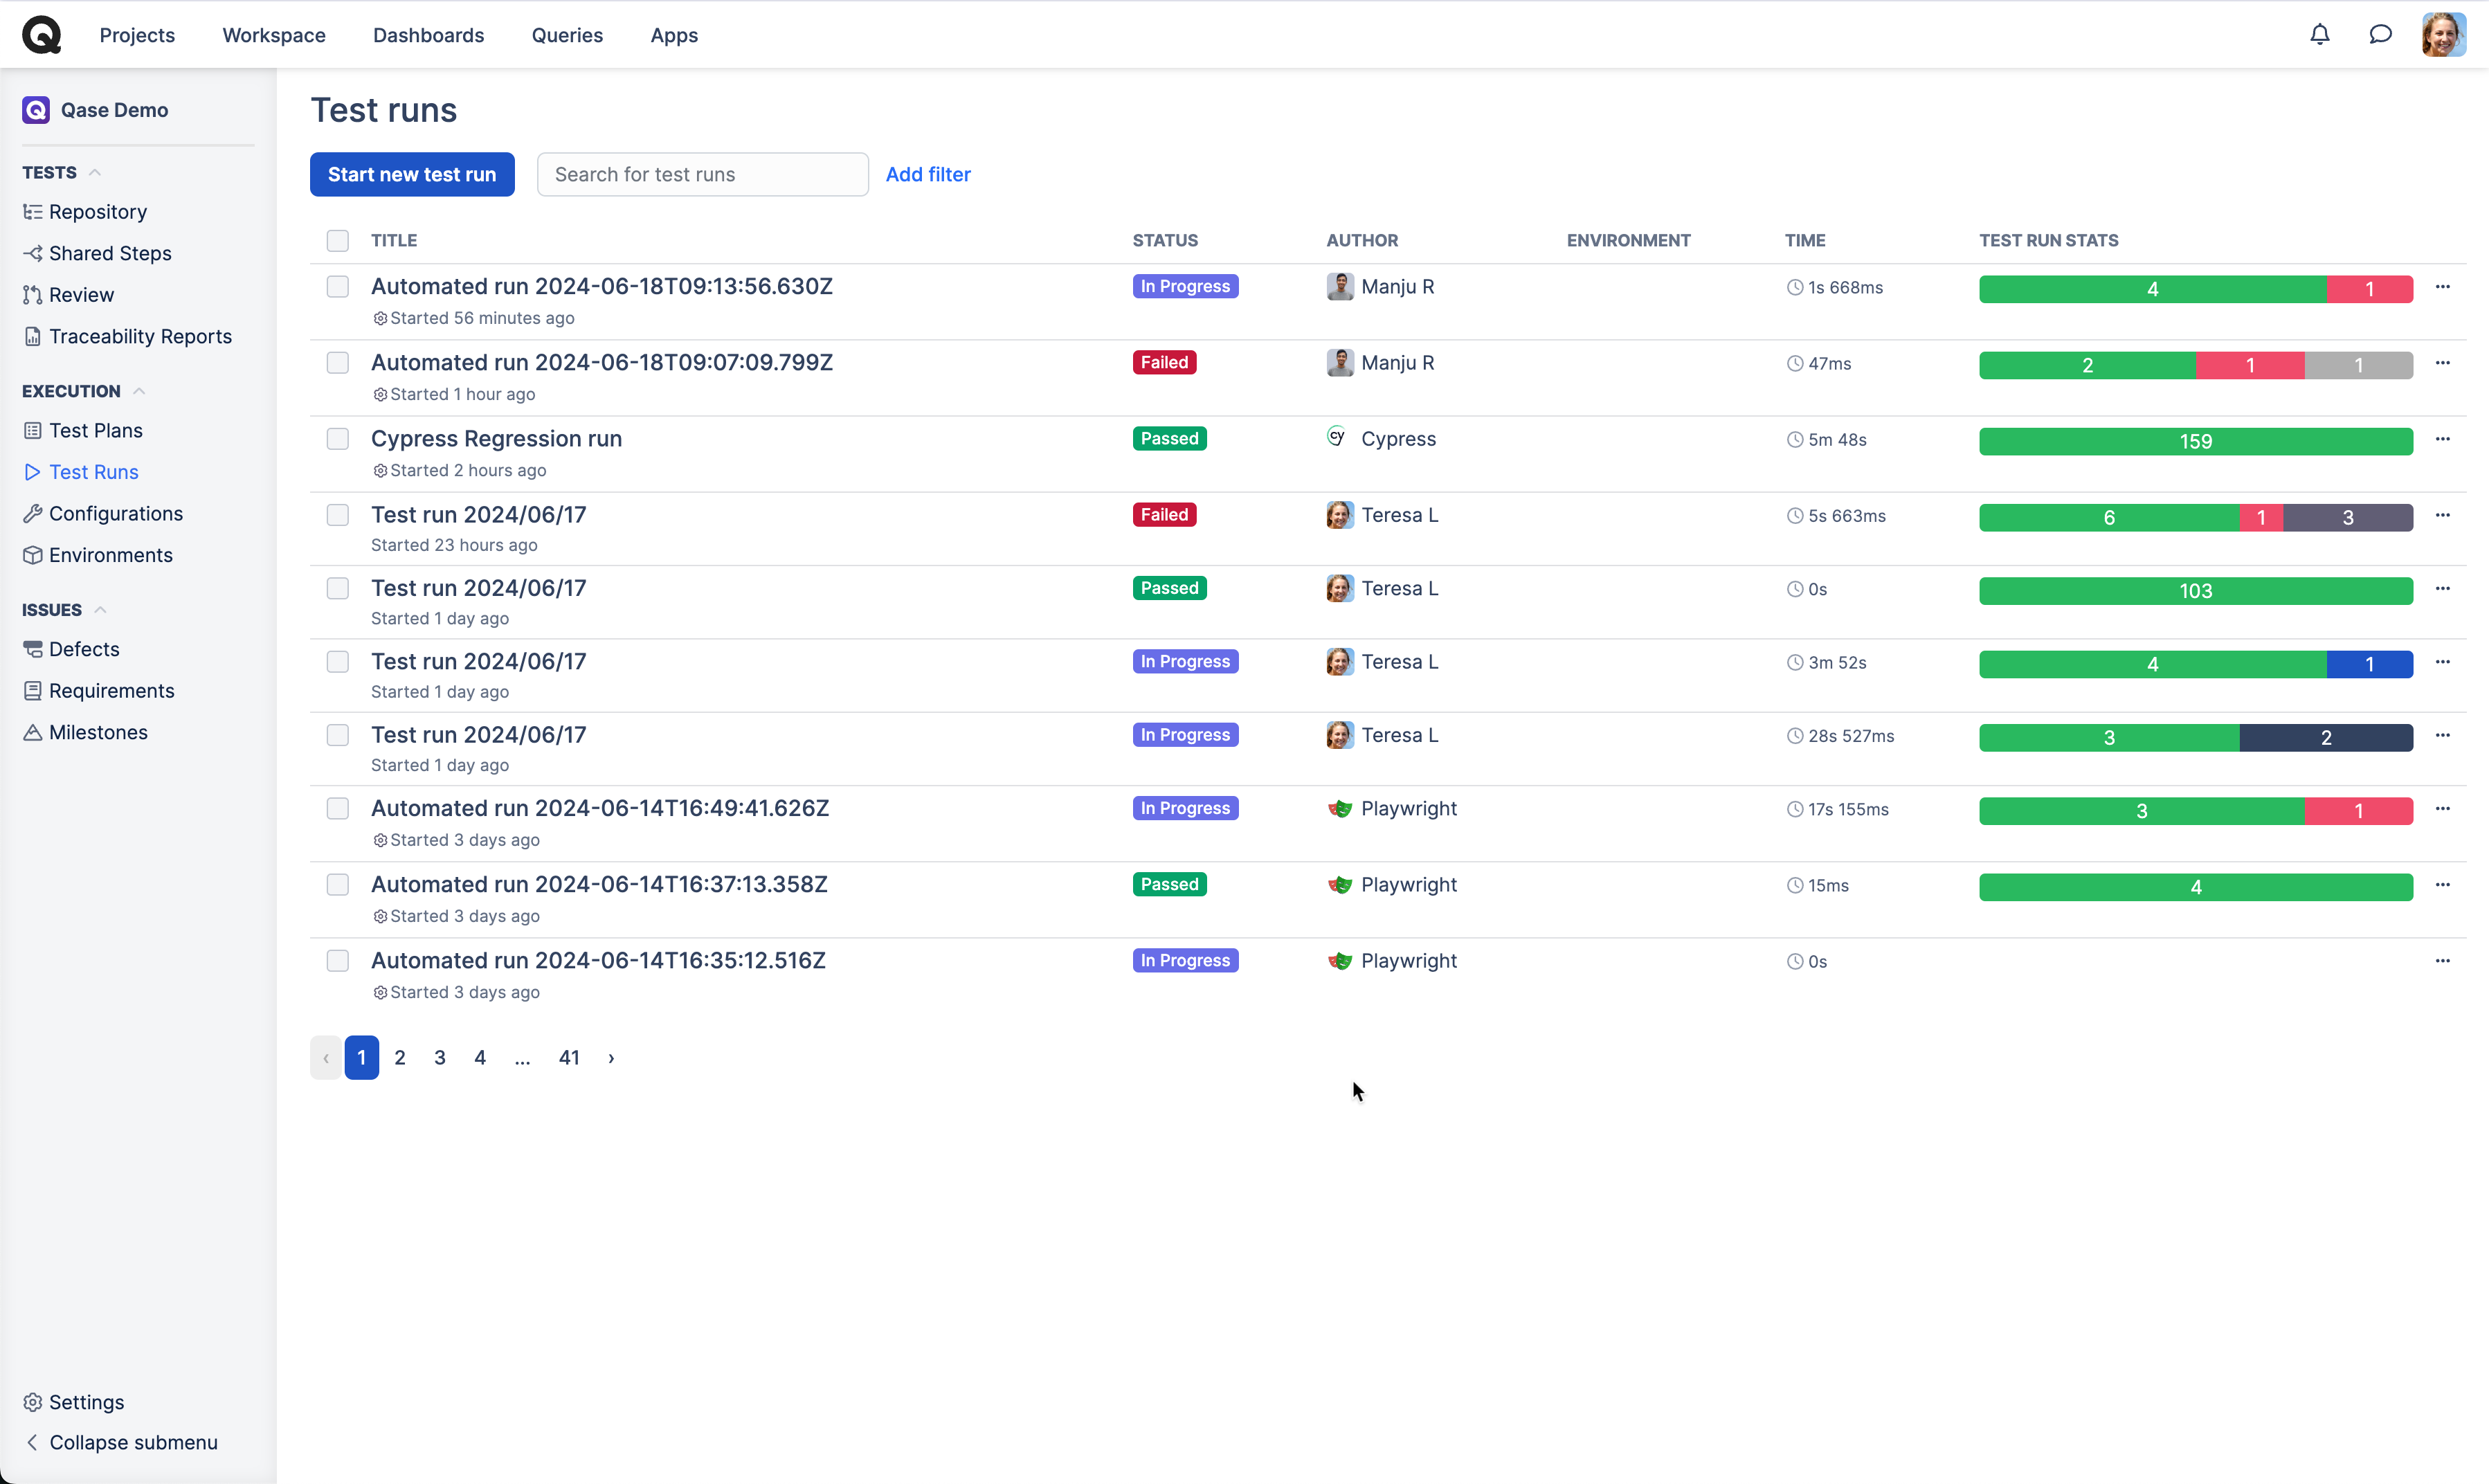 Projects Workspace Dashboards Queries Apps
Qase Demo
TESTS
Repository
Shared Steps
Review
Traceability Reports
EXECUTION
Test Plans
Test Runs
Configurations
Environments
ISSUES
Defects
Requirements
Milestones
Settings
Collapse submenu
Test runs
Start new test run Search for test runs Add filter
TITLE STATUS AUTHOR ENVIRONMENT TIME TEST RUN STATS
Automated run 2024-06-18T09:13:56.630Z In Progress Manju R 1s 668ms 4 1 ...
Started 56 minutes ago
Automated run 2024-06-18T09:07:09.799Z Failed Manju R 47ms 2 1 1 ...
Started 1 hour ago
Cypress Regression run Passed cy Cypress 5m 48s 159 ...
Started 2 hours ago
Test run 2024/06/17 Failed Teresa L 5s 663ms 6 1 3 ...
Started 23 hours ago
Test run 2024/06/17 Passed Teresa L 0s 103 ...
Started 1 day ago
Test run 2024/06/17 In Progress Teresa L 3m 52s 4 1 ...
Started 1 day ago
Test run 2024/06/17 In Progress Teresa L 28s 527ms 3 2 ...
Started 1 day ago
Automated run 2024-06-14T16:49:41.626Z In Progress Playwright 17s 155ms 3 1 ...
Started 3 days ago
Automated run 2024-06-14T16:37:13.358Z Passed Playwright 15ms 4 ...
Started 3 days ago
Automated run 2024-06-14T16:35:12.516Z In Progress Playwright 0s ...
Started 3 days ago
‹ 1 2 3 4 ... 41 ›